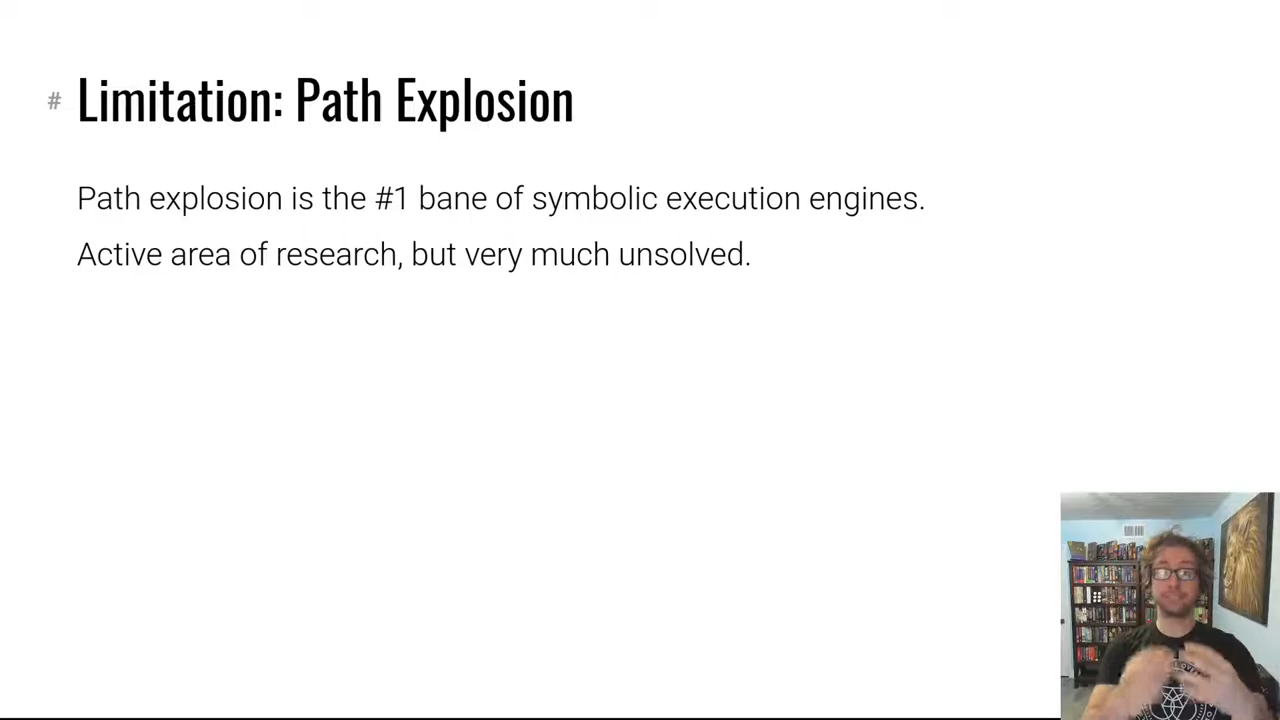 # Limitation: Path Explosion
Path explosion is the #1 bane of symbolic execution engines.
Active area of research, but very much unsolved.